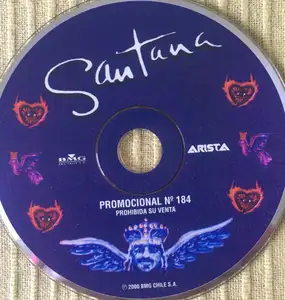 Santana
BMG
ARISTA
PROMOCIONAL Nº 184
PROHIBIDA SU VENTA
℗ 2000 BMG CHILE S.A.